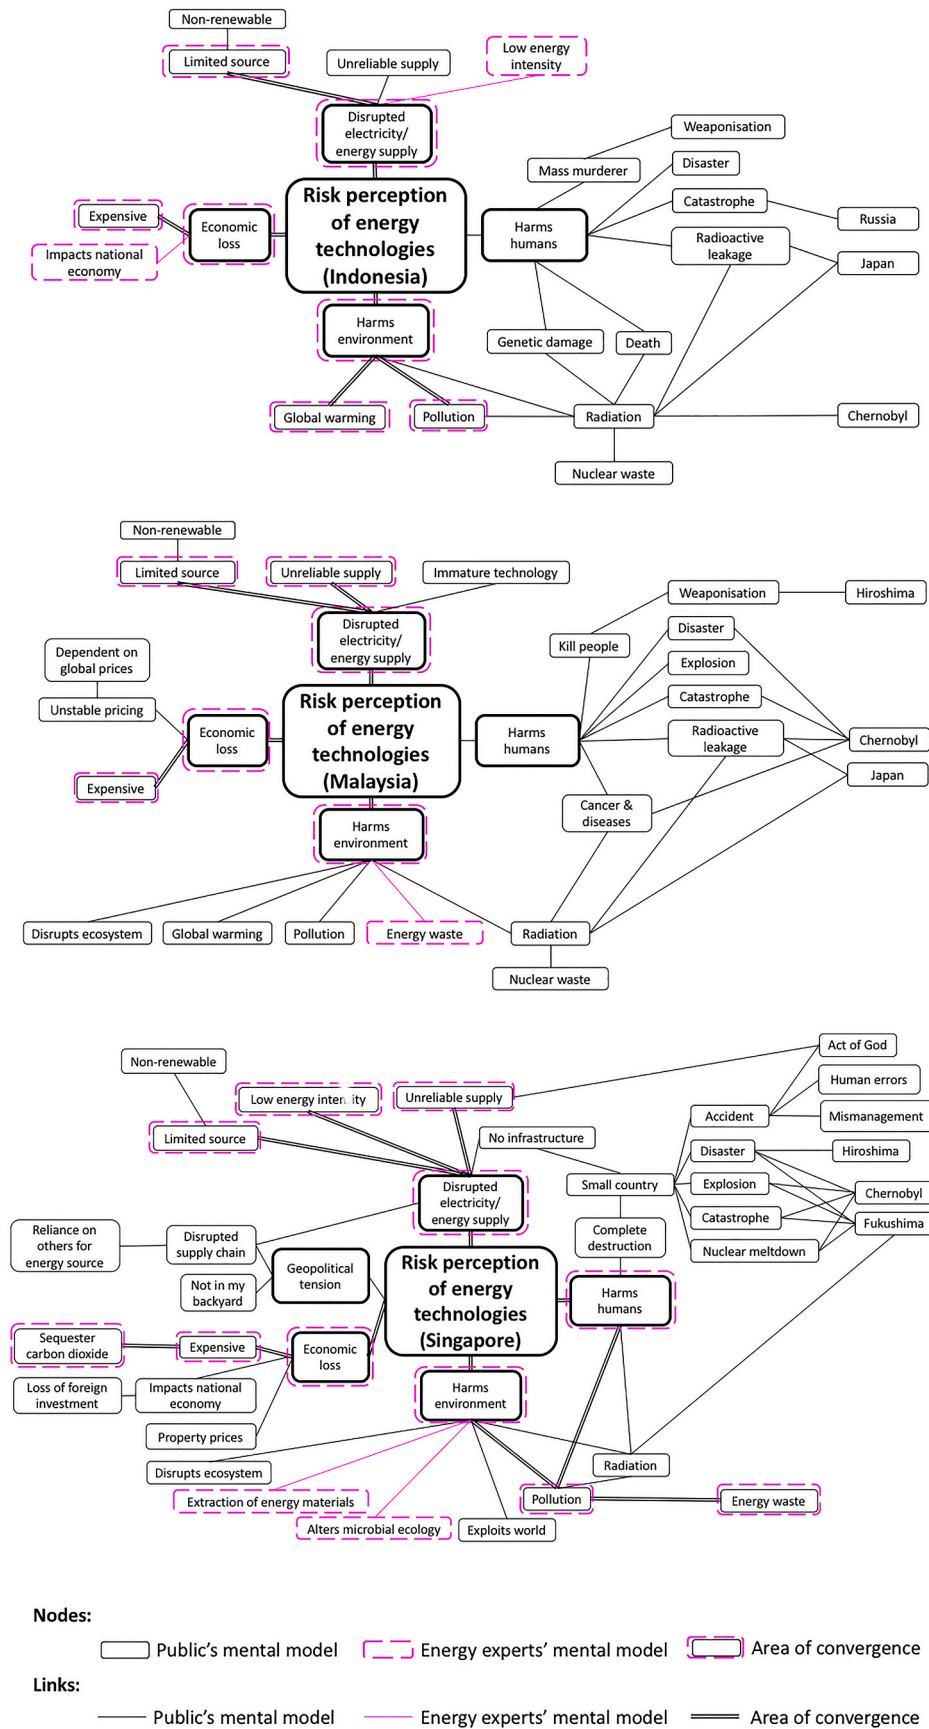 Non-renewable
Limited source
Unreliable supply
Low energy
intensity
Disrupted
electricity/
energy supply
Weaponisation
Mass murderer
Disaster
Catastrophe
Russia
Expensive
Impacts national
economy
Economic
loss
Risk perception
of energy
technologies
(Indonesia)
Harms
humans
Radioactive
leakage
Japan
Harms
environment
Genetic damage
Death
Global warming
Pollution
Radiation
Chernobyl
Nuclear waste
Non-renewable
Limited source
Unreliable supply
Immature technology
Disrupted
electricity/
energy supply
Weaponisation
Hiroshima
Kill people
Disaster
Explosion
Catastrophe
Dependent on
global prices
Unstable pricing
Economic
loss
Expensive
Risk perception
of energy
technologies
(Malaysia)
Harms
humans
Radioactive
leakage
Chernobyl
Japan
Cancer &
diseases
Harms
environment
Disrupts ecosystem
Global warming
Pollution
Energy waste
Radiation
Nuclear waste
Non-renewable
Low energy intensity
Unreliable supply
Limited source
No infrastructure
Act of God
Human errors
Accident
Mismanagement
Disaster
Hiroshima
Small country
Explosion
Chernobyl
Catastrophe
Fukushima
Nuclear meltdown
Disrupted
electricity/
energy supply
Complete
destruction
Reliance on
others for
energy source
Disrupted
supply chain
Not in my
backyard
Geopolitical
tension
Risk perception
of energy
technologies
(Singapore)
Harms
humans
Sequester
carbon dioxide
Expensive
Economic
loss
Loss of foreign
investment
Impacts national
economy
Property prices
Harms
environment
Disrupts ecosystem
Extraction of energy materials
Alters microbial ecology
Exploits world
Radiation
Pollution
Energy waste
Nodes:
Public's mental model
Energy experts' mental model
Area of convergence
Links:
Public's mental model
Energy experts' mental model
Area of convergence